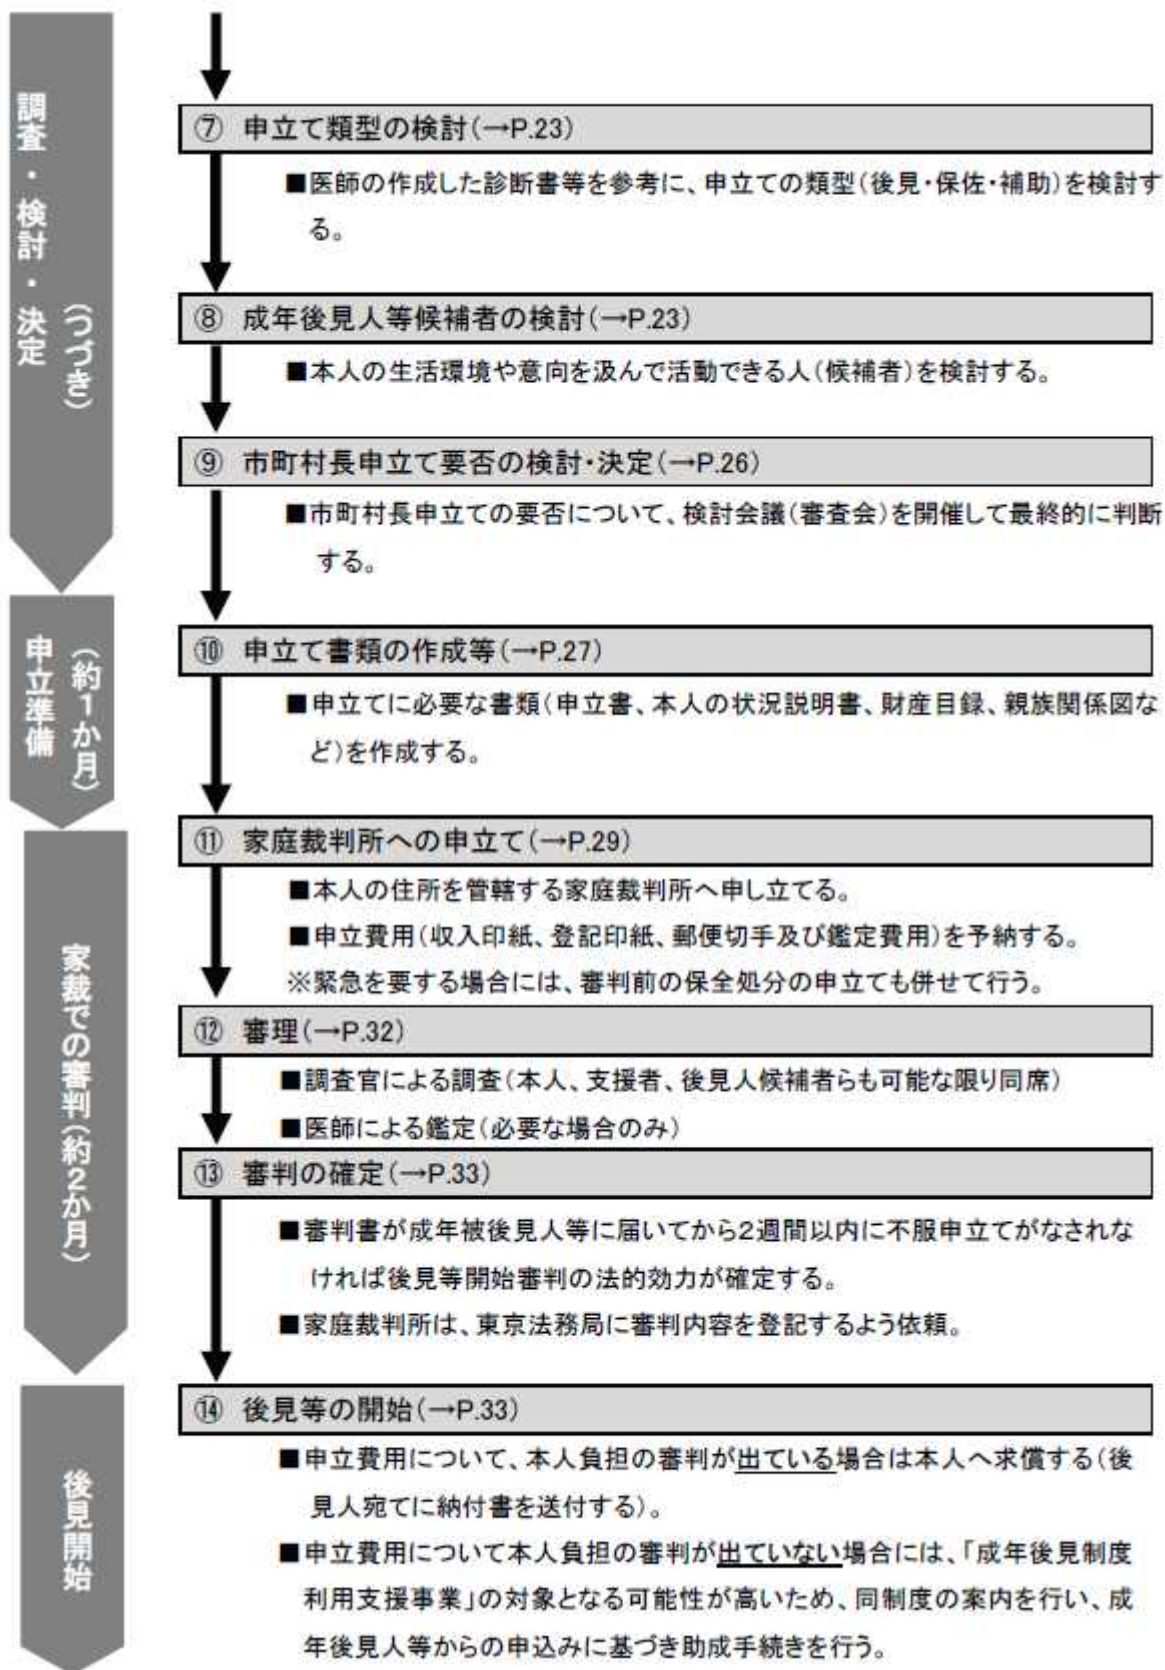 調査・検討・決定
(つづき)
⑦ 申立て類型の検討(→P.23)
■医師の作成した診断書等を参考に、申立ての類型(後見・保佐・補助)を検討す
る。
⑧ 成年後見人等候補者の検討(→P.23)
■本人の生活環境や意向を汲んで活動できる人(候補者)を検討する。
⑨ 市町村長申立て要否の検討・決定(→P.26)
■市町村長申立ての要否について、検討会議(審査会)を開催して最終的に判断
する。
申立準備
(約1か月)
⑩ 申立て書類の作成等(→P.27)
■申立てに必要な書類(申立書、本人の状況説明書、財産目録、親族関係図な
ど)を作成する。
家裁での審判(約2か月)
⑪ 家庭裁判所への申立て(→P.29)
■本人の住所を管轄する家庭裁判所へ申し立てる。
■申立費用(収入印紙、登記印紙、郵便切手及び鑑定費用)を予納する。
※緊急を要する場合には、審判前の保全処分の申立ても併せて行う。
⑫ 審理(→P.32)
■調査官による調査(本人、支援者、後見人候補者らも可能な限り同席)
■医師による鑑定(必要な場合のみ)
⑬ 審判の確定(→P.33)
■審判書が成年被後見人等に届いてから2週間以内に不服申立てがなされな
ければ後見等開始審判の法的効力が確定する。
■家庭裁判所は、東京法務局に審判内容を登記するよう依頼。
後見開始
⑭ 後見等の開始(→P.33)
■申立費用について、本人負担の審判が出ている場合は本人へ求償する(後
見人宛てに納付書を送付する)。
■申立費用について本人負担の審判が出ていない場合には、「成年後見制度
利用支援事業」の対象となる可能性が高いため、同制度の案内を行い、成
年後見人等からの申込みに基づき助成手続きを行う。